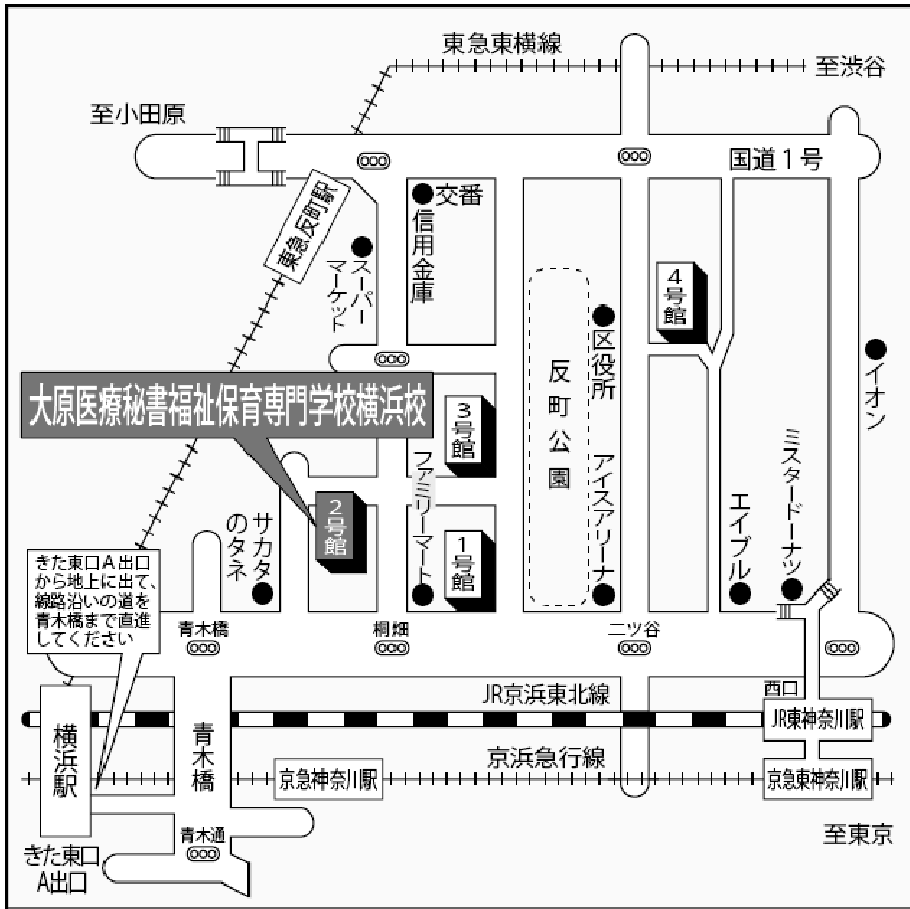 東急東横線
至渋谷
至小田原
国道1号
東急反町駅
交番
信用金庫
スーパー
マーケット
4号館
区役所
反町公園
イオン
大原医療秘書福祉保育専門学校横浜校
3号館
ファミリーマート
アイスアリーナ
ミスタードーナツ
エイブル
2号館
1号館
サカタ
のタネ
きた東口A出口
から地上に出て、
線路沿いの道を
青木橋まで直進
してください
青木橋
桐畑
二ツ谷
西口
JR京浜東北線
JR東神奈川駅
横浜駅
青木橋
京浜急行線
京急神奈川駅
京急東神奈川駅
青木通
至東京
きた東口
A出口